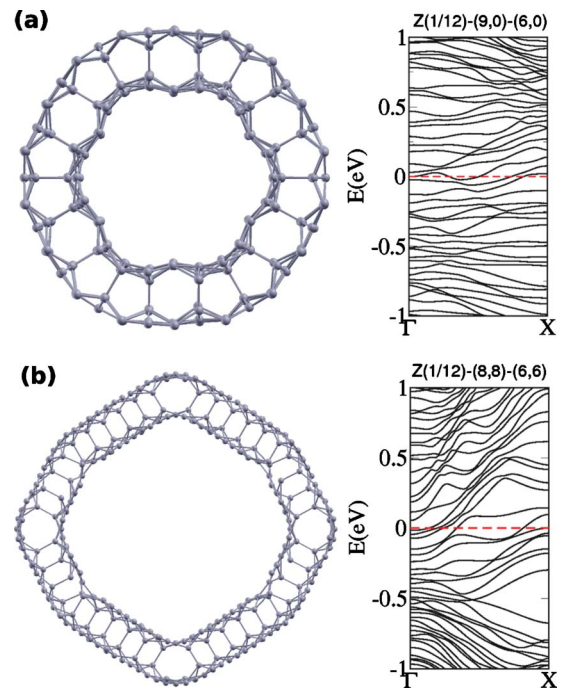 (a)
Z(1/12)-(9,0)-(6,0)
1
0.5
0
-0.5
-1
E(eV)
Γ
X
(b)
Z(1/12)-(8,8)-(6,6)
1
0.5
0
-0.5
-1
E(eV)
Γ
X